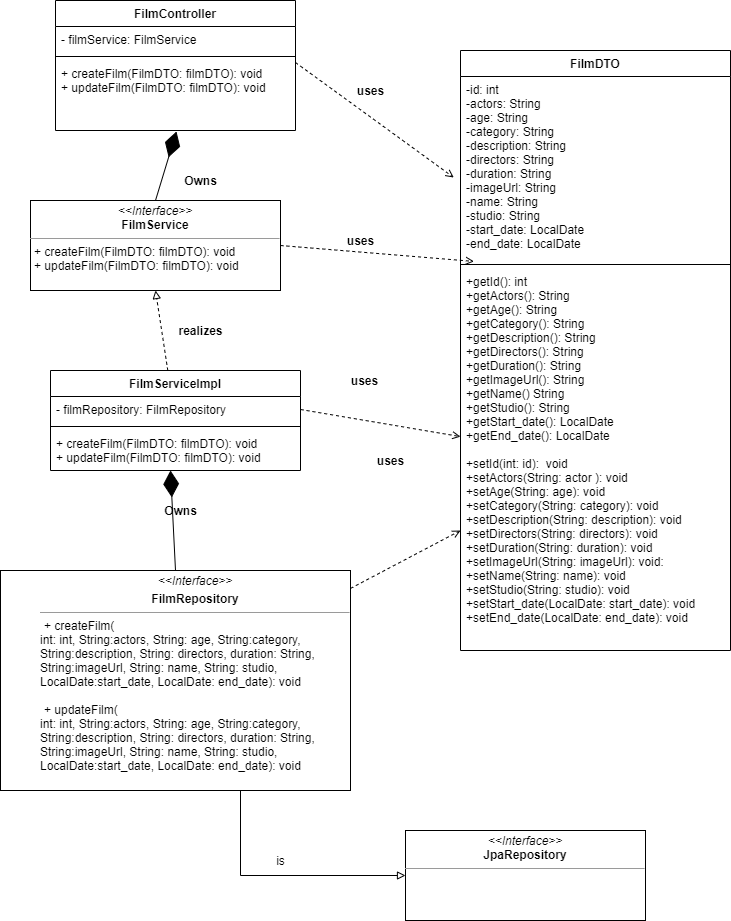 FilmController
- filmService: FilmService
+ createFilm(FilmDTO: filmDTO): void
+ updateFilm(FilmDTO: filmDTO): void
uses
Owns
<<Interface>>
FilmService
+ createFilm(FilmDTO: filmDTO): void
+ updateFilm(FilmDTO: filmDTO): void
uses
realizes
FilmServiceImpl
- filmRepository: FilmRepository
+ createFilm(FilmDTO: filmDTO): void
+ updateFilm(FilmDTO: filmDTO): void
uses
Owns
uses
<<Interface>>
FilmRepository
+ createFilm(
int: int, String:actors, String: age, String:category,
String:description, String: directors, duration: String,
String:imageUrl, String: name, String: studio,
LocalDate:start_date, LocalDate: end_date): void
+ updateFilm(
int: int, String:actors, String: age, String:category,
String:description, String: directors, duration: String,
String:imageUrl, String: name, String: studio,
LocalDate:start_date, LocalDate: end_date): void
is
<<Interface>>
JpaRepository
FilmDTO
-id: int
-actors: String
-age: String
-category: String
-description: String
-directors: String
-duration: String
-imageUrl: String
-name: String
-studio: String
-start_date: LocalDate
-end_date: LocalDate
+getId(): int
+getActors(): String
+getAge(): String
+getCategory(): String
+getDescription(): String
+getDirectors(): String
+getDuration(): String
+getImageUrl(): String
+getName() String
+getStudio(): String
+getStart_date(): LocalDate
+getEnd_date(): LocalDate
+setId(int: id): void
+setActors(String: actor ): void
+setAge(String: age): void
+setCategory(String: category): void
+setDescription(String: description): void
+setDirectors(String: directors): void
+setDuration(String: duration): void
+setImageUrl(String: imageUrl): void:
+setName(String: name): void
+setStudio(String: studio): void
+setStart_date(LocalDate: start_date): void
+setEnd_date(LocalDate: end_date): void